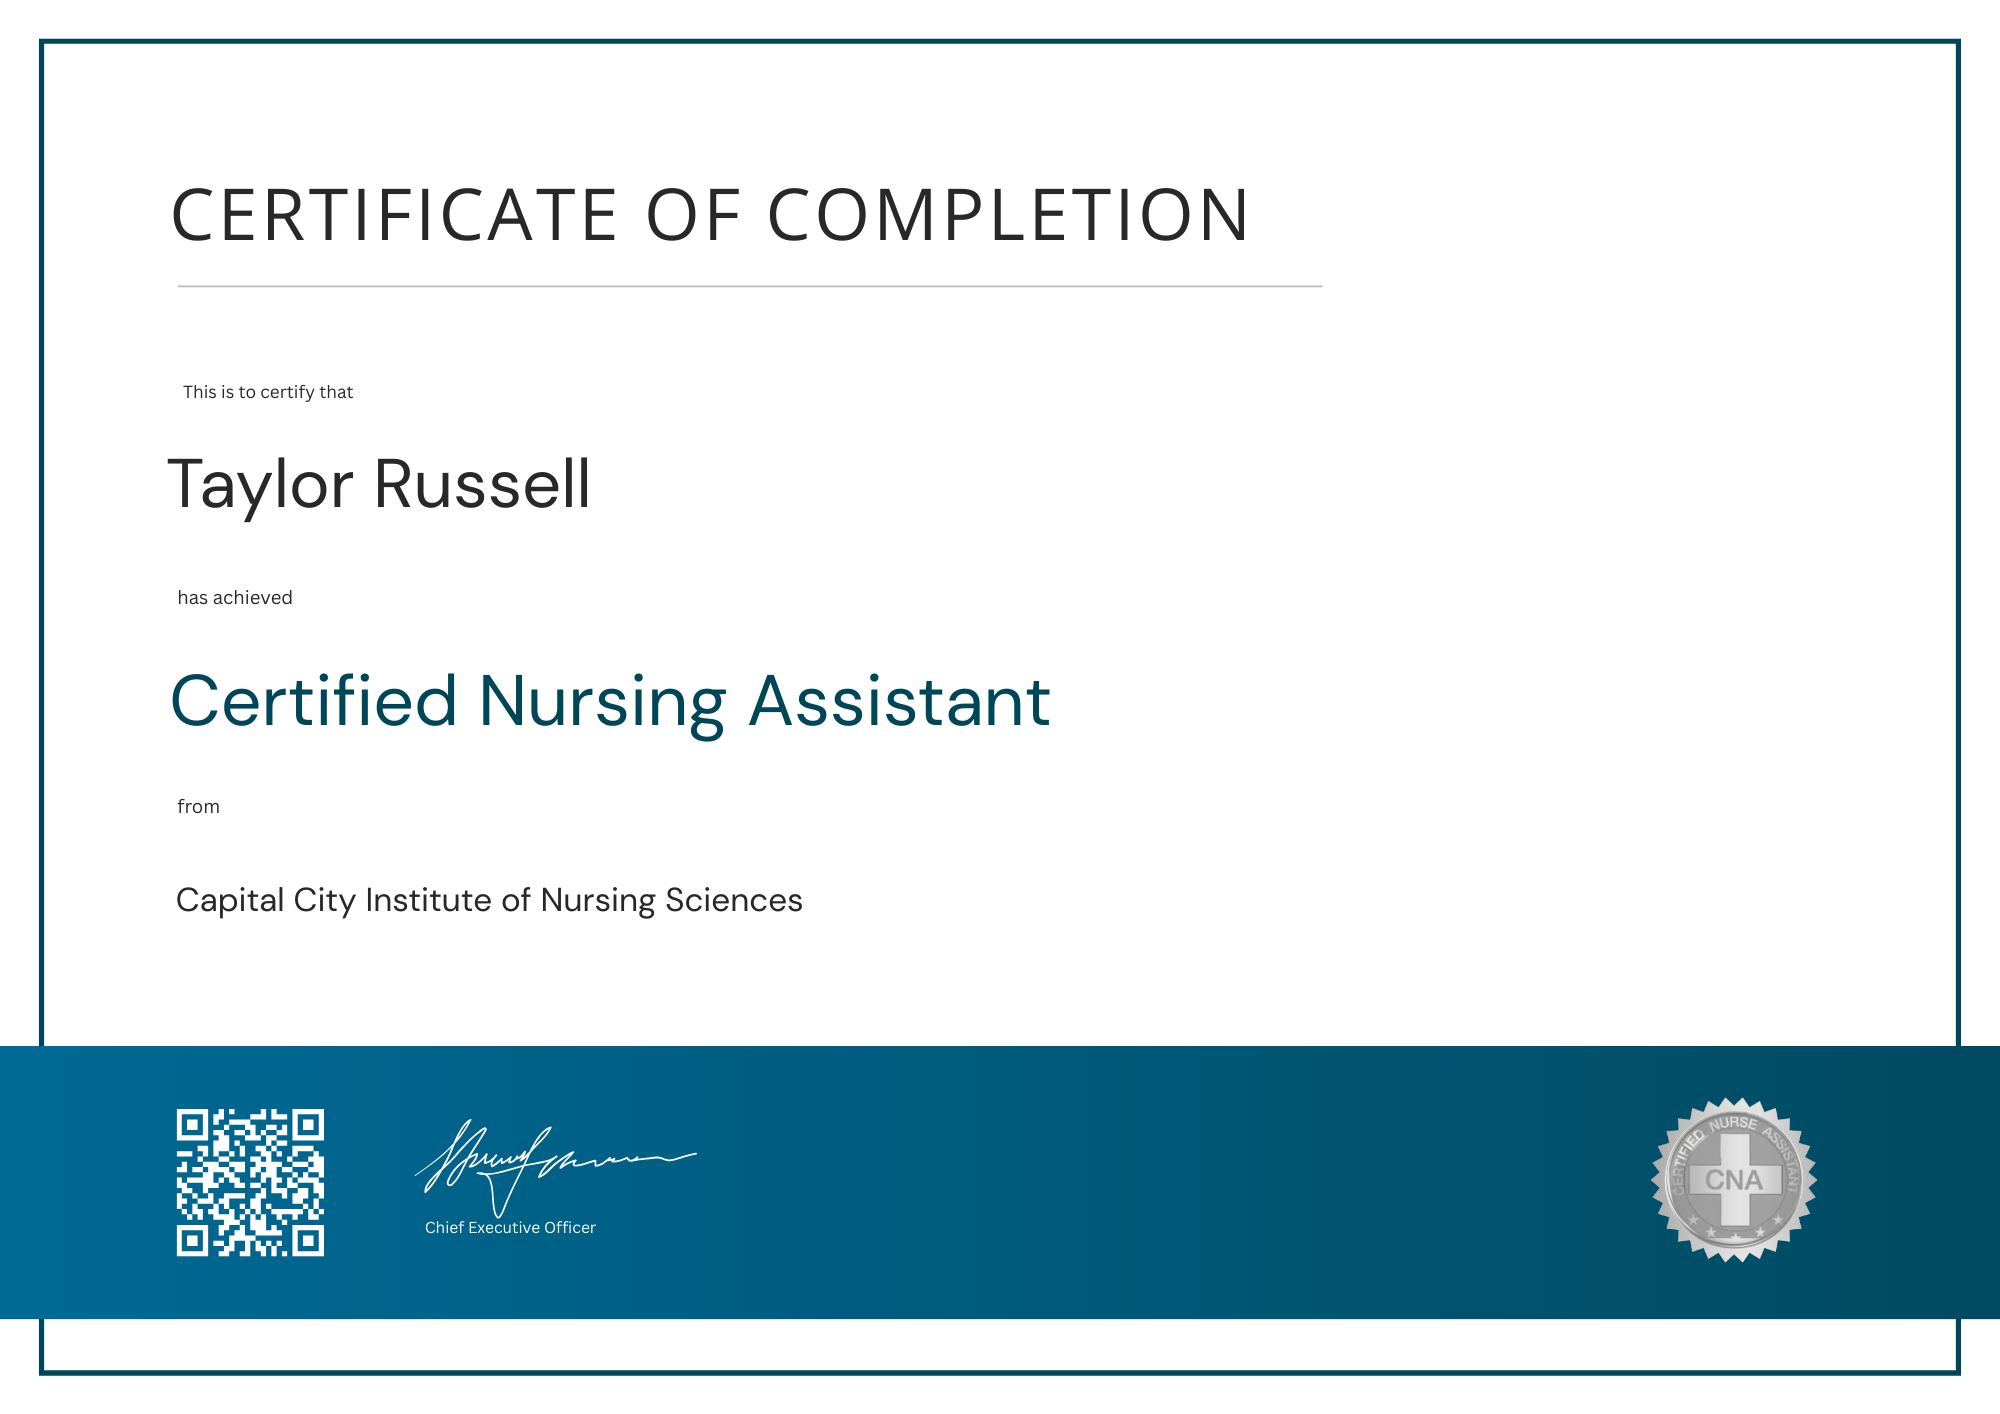 CERTIFICATE OF COMPLETION
This is to certify that
Taylor Russell
has achieved
Certified Nursing Assistant
from
Capital City Institute of Nursing Sciences
Chief Executive Officer
CERTIFIED NURSE ASSISTANT
CNA